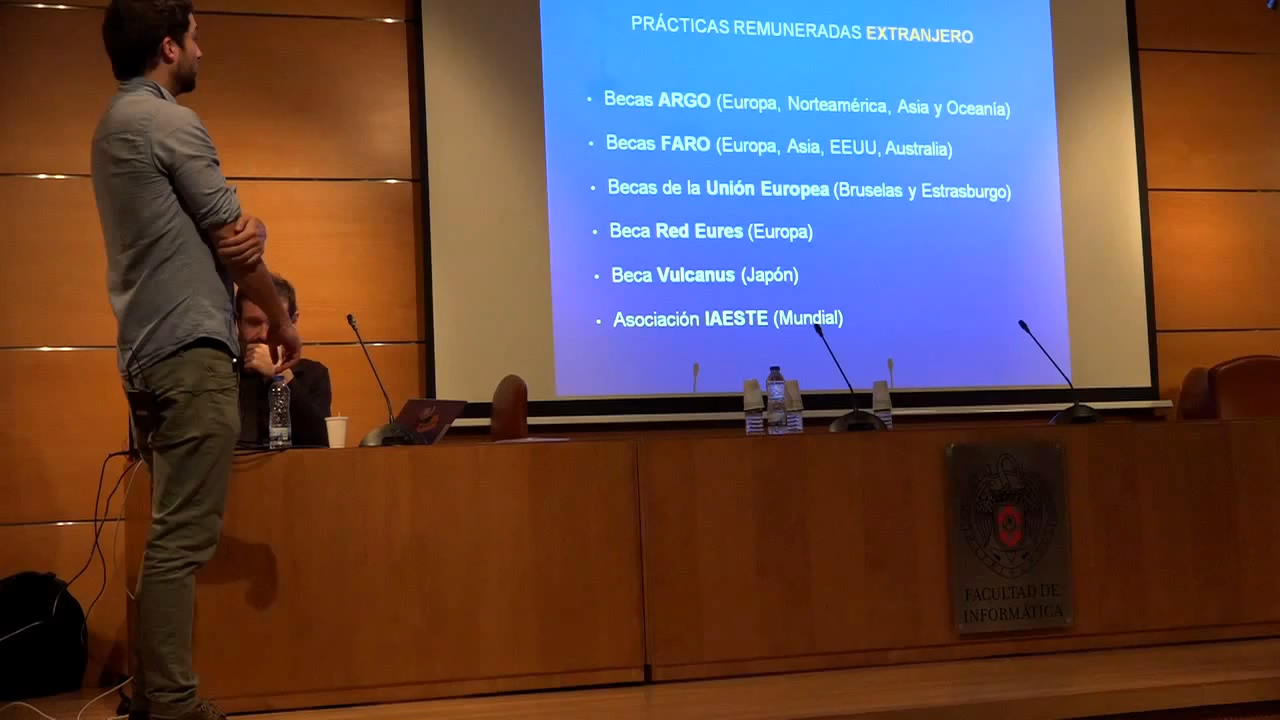 PRÁCTICAS REMUNERADAS EXTRANJERO
• Becas ARGO (Europa, Norteamérica, Asia y Oceanía)
• Becas FARO (Europa, Asia, EEUU, Australia)
• Becas de la Unión Europea (Bruselas y Estrasburgo)
• Beca Red Eures (Europa)
• Beca Vulcanus (Japón)
• Asociación IAESTE (Mundial)
FACULTAD DE
INFORMÁTICA